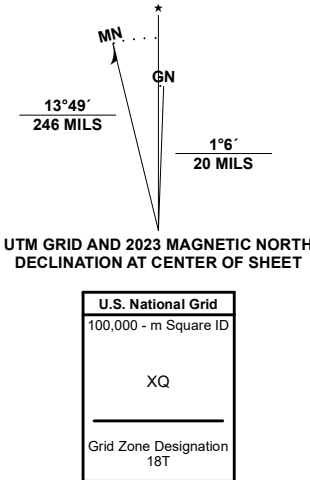 MN
GN
13°49´
246 MILS
1°6´
20 MILS
UTM GRID AND 2023 MAGNETIC NORTH
DECLINATION AT CENTER OF SHEET
U.S. National Grid
100,000 - m Square ID
XQ
Grid Zone Designation
18T